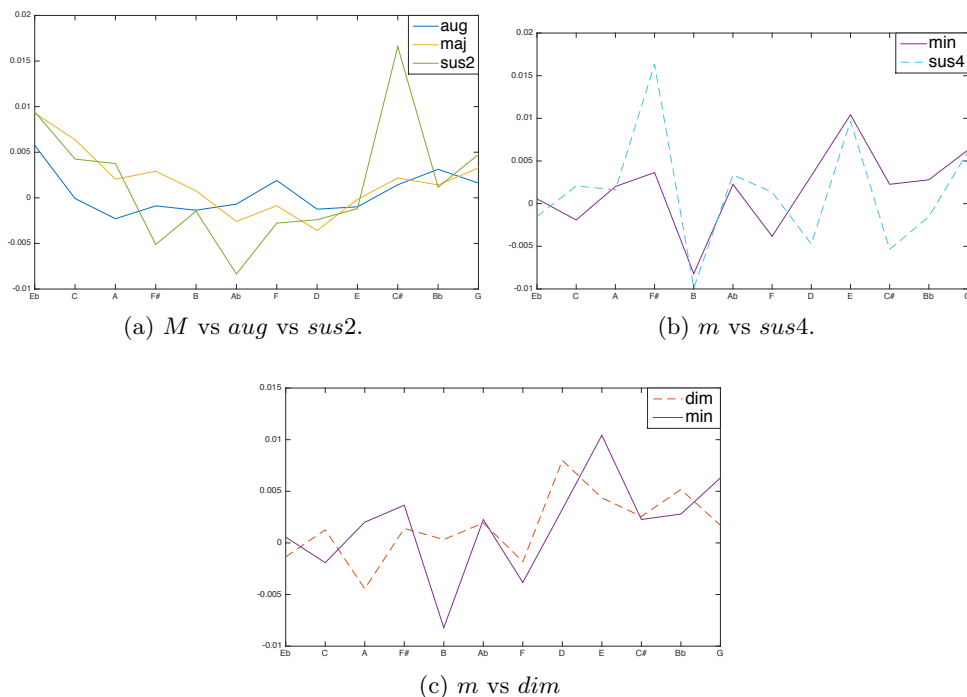 0.02
0.015
0.01
0.005
0
-0.005
-0.01
Eb C A F# B Ab F D E C# Bb G
aug
maj
sus2
(a) M vs aug vs sus2.
0.02
0.015
0.01
0.005
0
-0.005
-0.01
Eb C A F# B Ab F D E C# Bb G
min
sus4
(b) m vs sus4.
0.015
0.01
0.005
0
-0.005
-0.01
Eb C A F# B Ab F D E C# Bb G
dim
min
(c) m vs dim